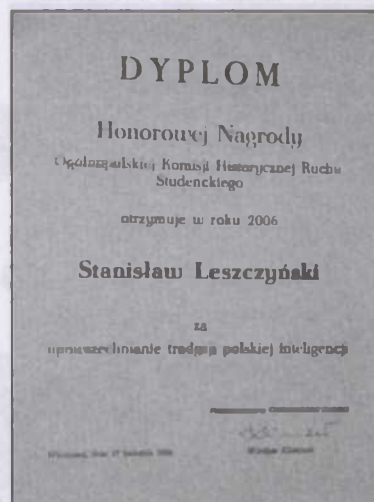 DYPLOM
Honorowej Nagrody
Ogólnopolskiej Komisji Historycznej Ruchu
Studenckiego
otrzymuje w roku 2006
Stanisław Leszczyński
za
upowszechnianie tradycji polskiej inteligencji